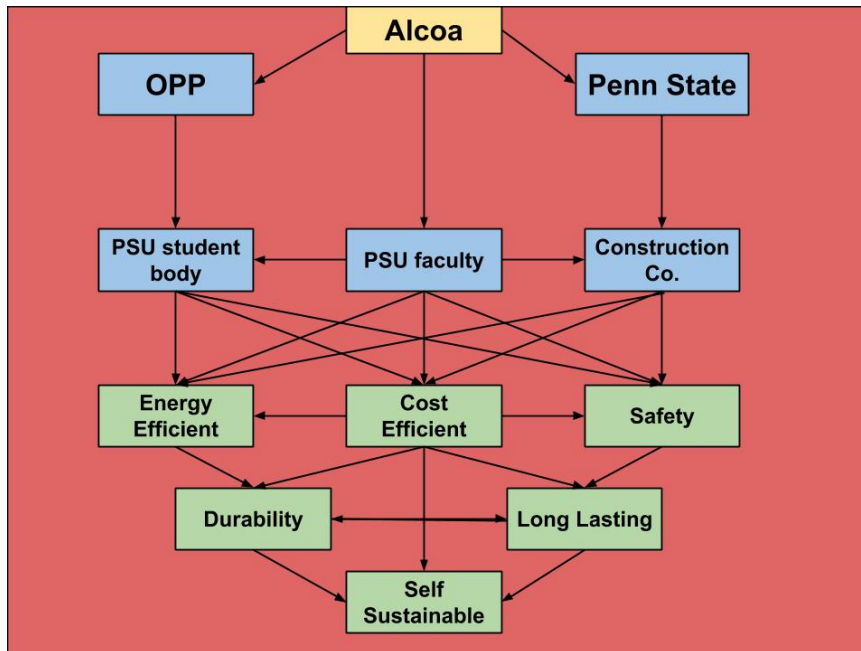 Alcoa
OPP
Penn State
PSU student
body
PSU faculty
Construction
Co.
Energy
Efficient
Cost
Efficient
Safety
Durability
Long Lasting
Self
Sustainable